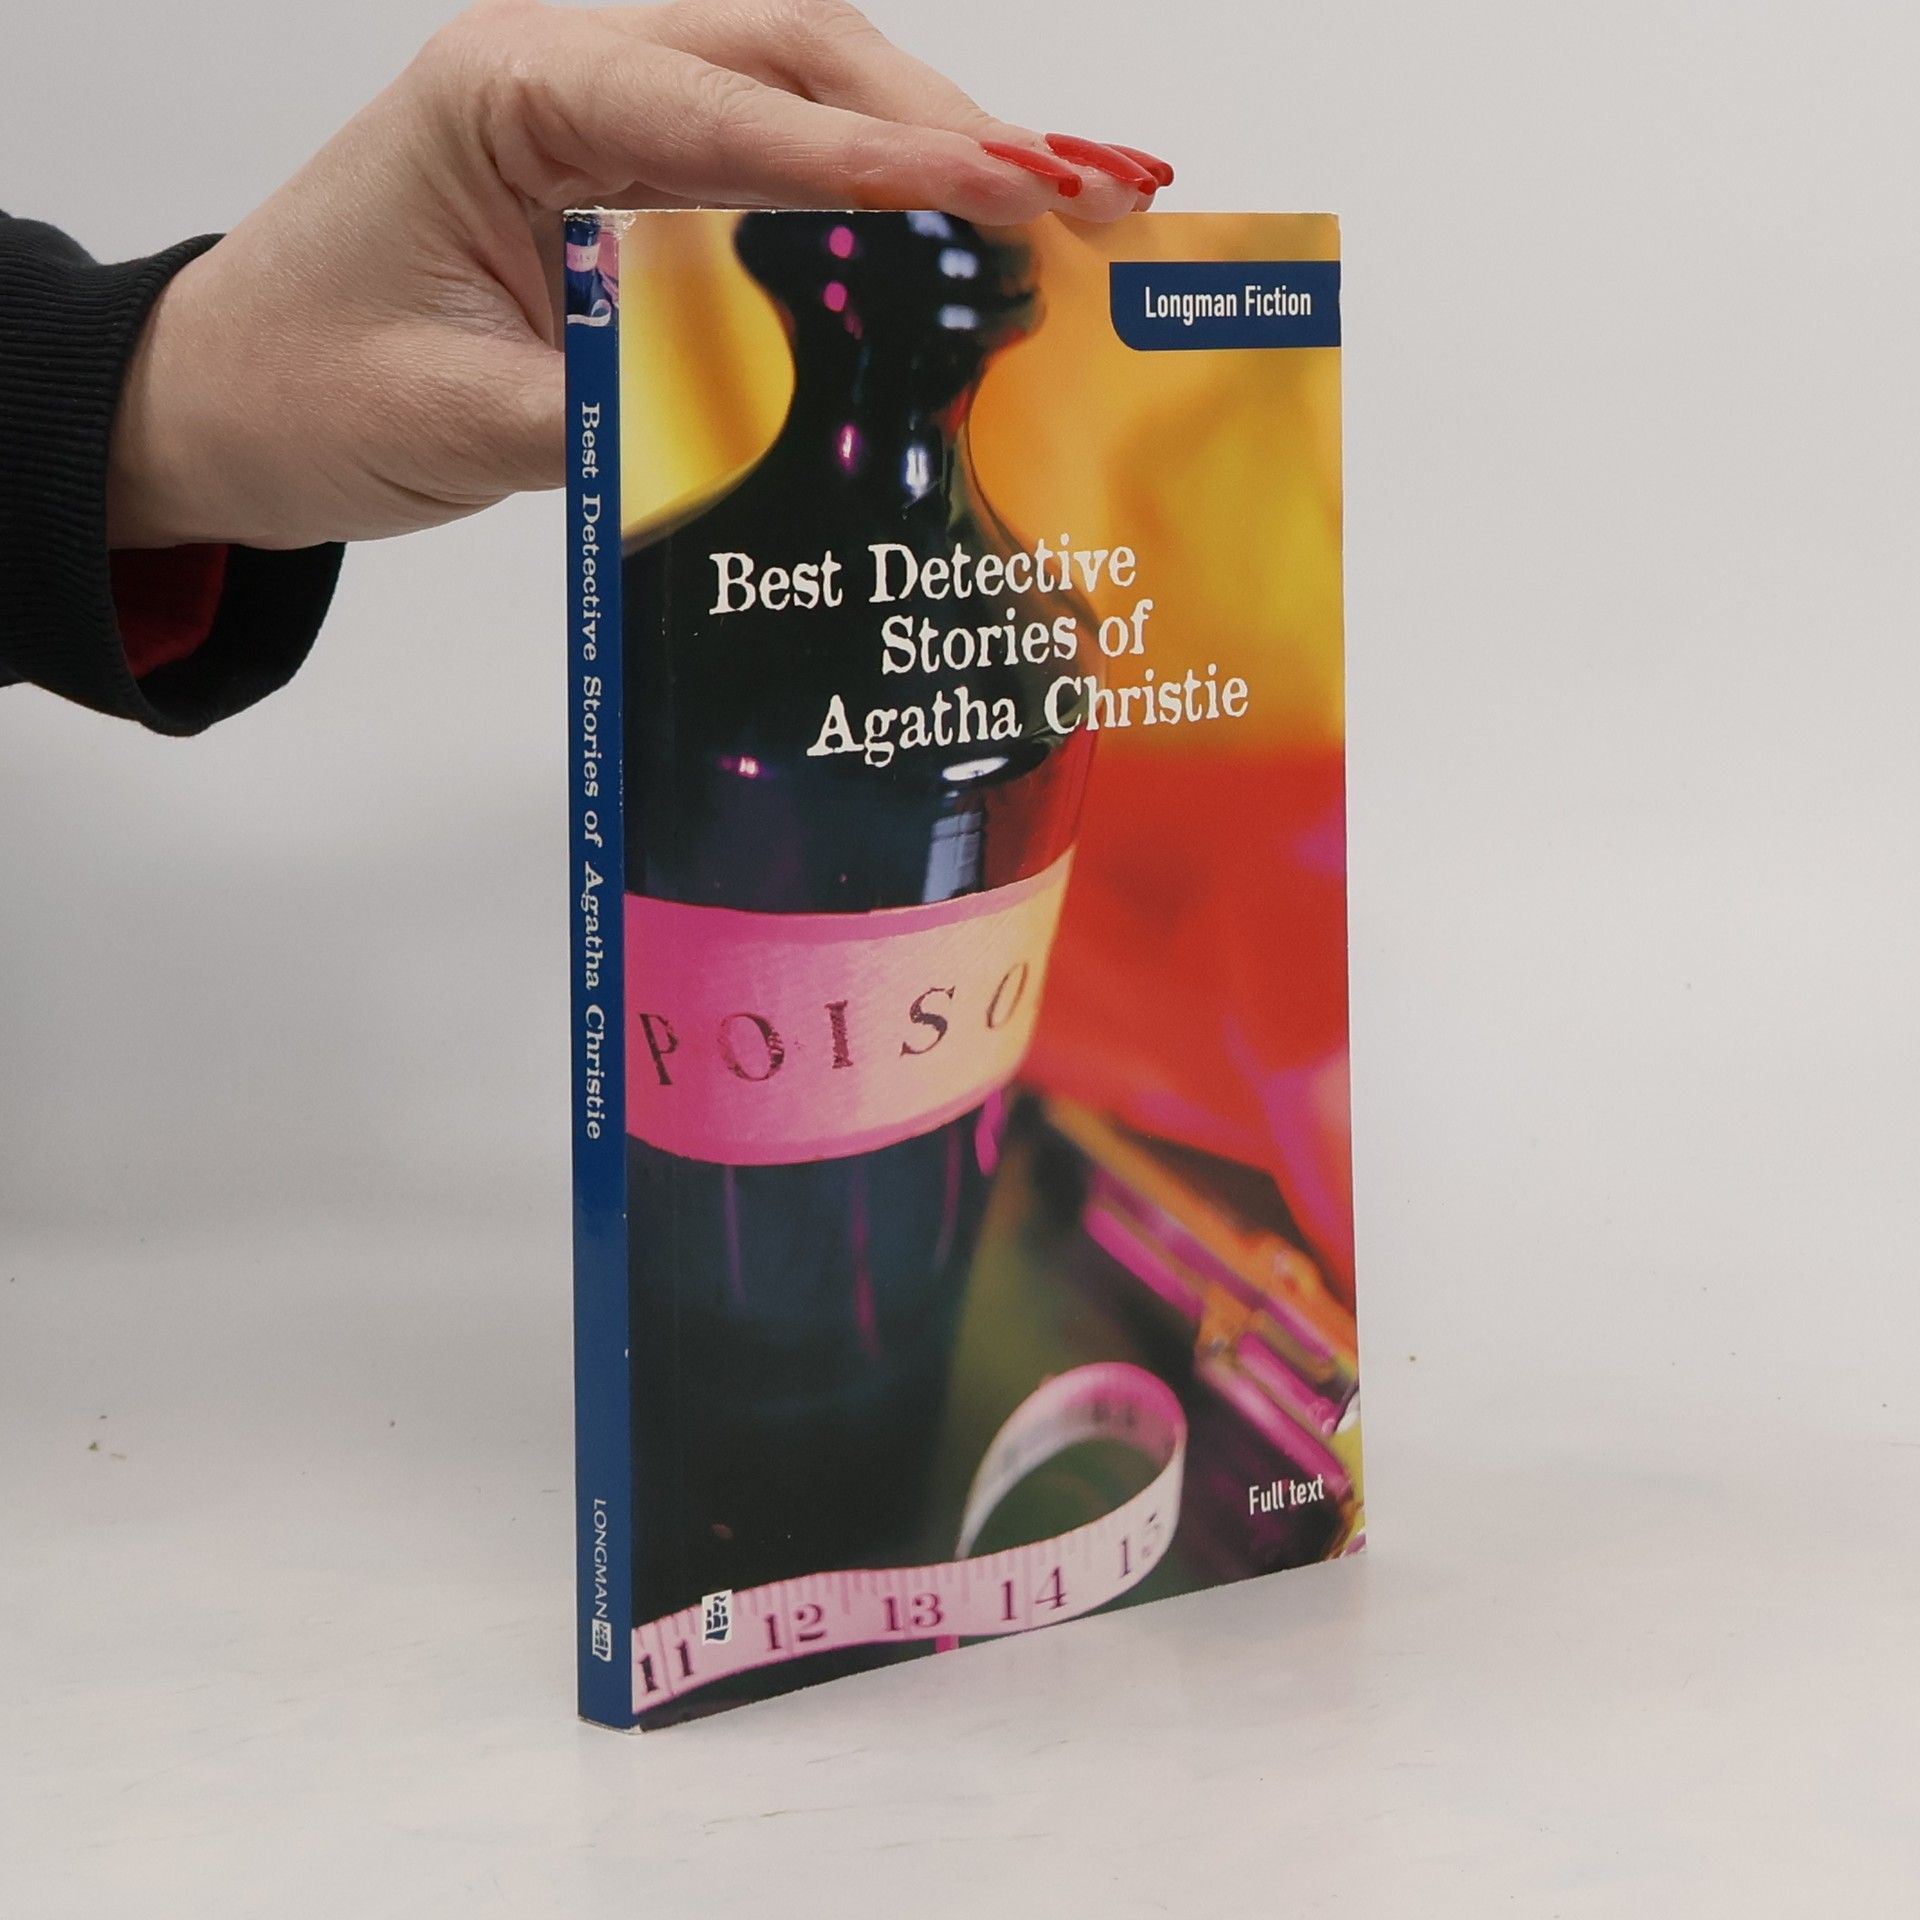 Longman Fiction
Best Detective
Stories of
Agatha Christie
POISO
Full text
11 12 13 14 15
Best Detective Stories of Agatha Christie
LONGMAN